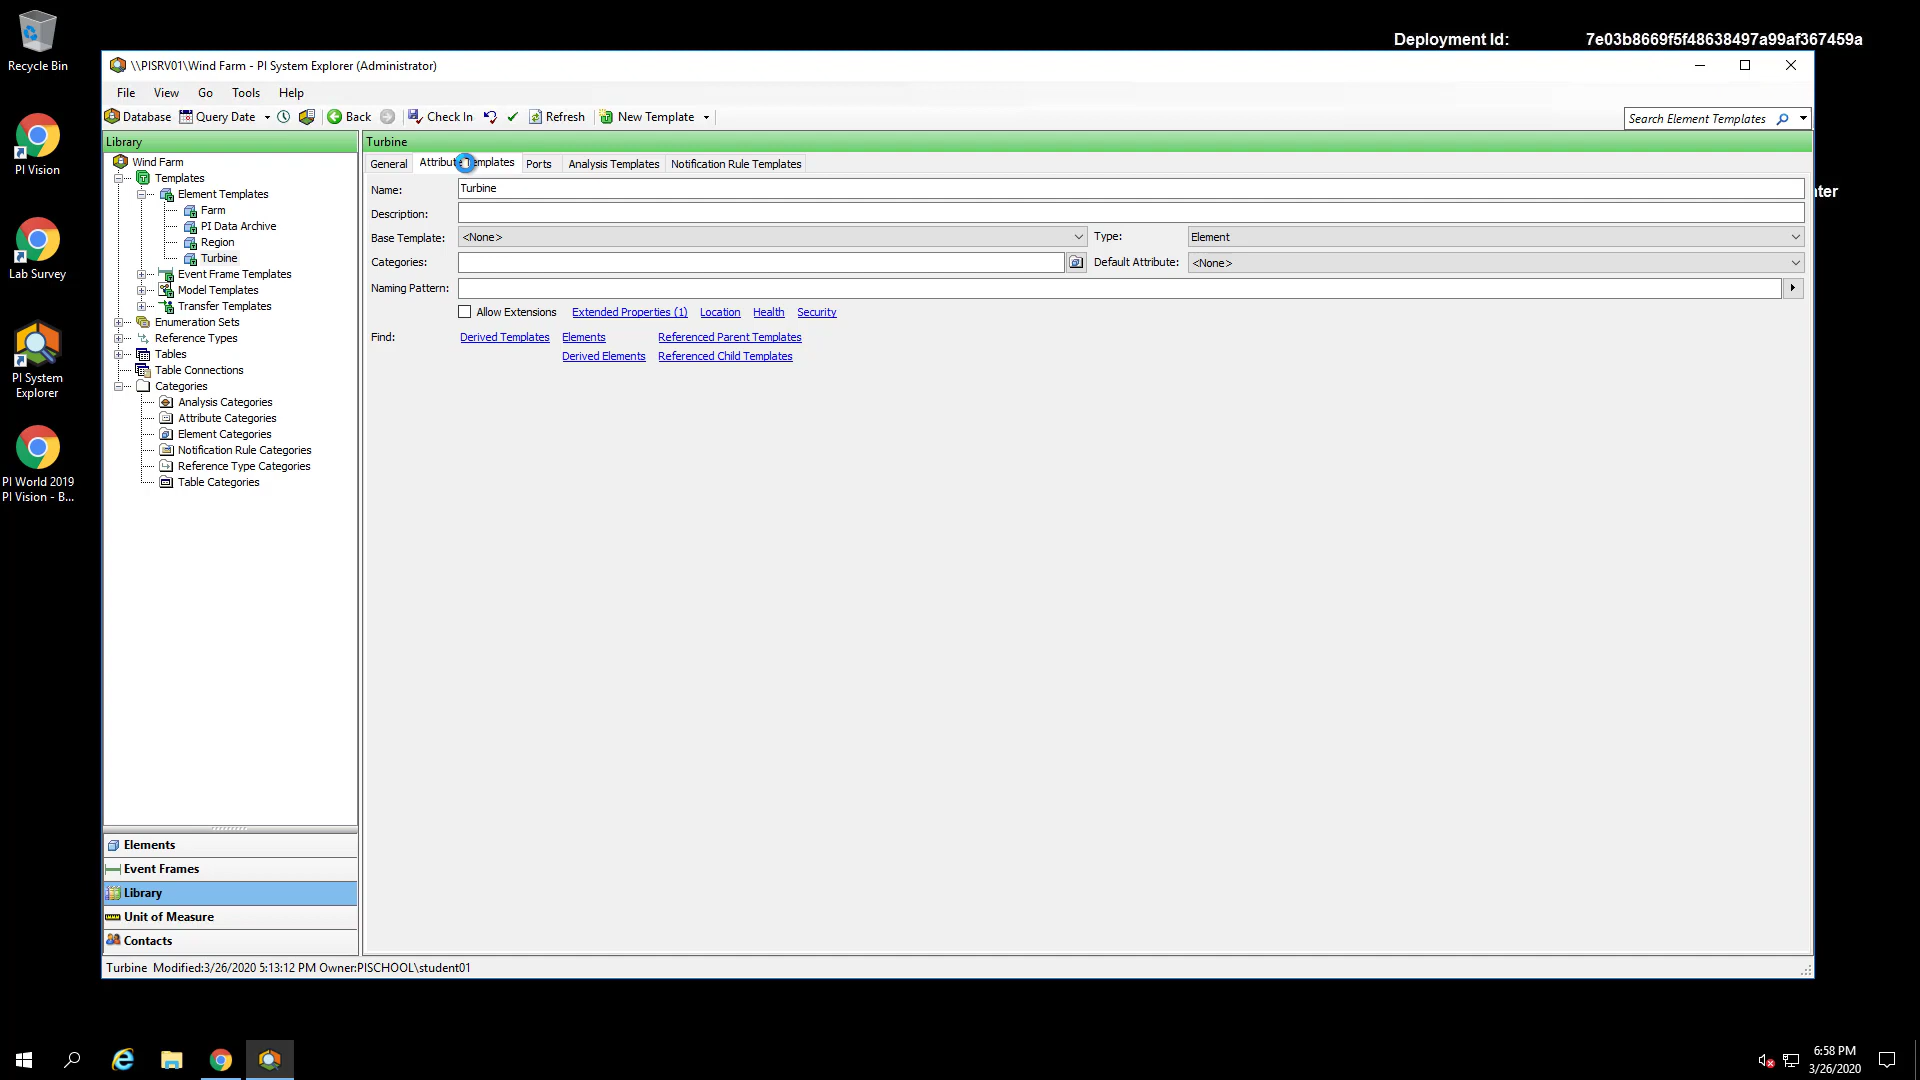 Deployment Id: 7e03b8669f5f48638497a99af367459a
Recycle Bin
PI Vision
Lab Survey
PI System
Explorer
PI World 2019
PI Vision - B...
\\PISRV01\Wind Farm - PI System Explorer (Administrator)
File View Go Tools Help
Database Query Date Back Check In Refresh New Template
Search Element Templates
Library
Wind Farm
Templates
Element Templates
Farm
PI Data Archive
Region
Turbine
Event Frame Templates
Model Templates
Transfer Templates
Enumeration Sets
Reference Types
Tables
Table Connections
Categories
Analysis Categories
Attribute Categories
Element Categories
Notification Rule Categories
Reference Type Categories
Table Categories
Elements
Event Frames
Library
Unit of Measure
Contacts
Turbine
General Attribute Templates Ports Analysis Templates Notification Rule Templates
Name: Turbine
Description:
Base Template: <None> Type: Element
Categories: Default Attribute: <None>
Naming Pattern:
Allow Extensions Extended Properties (1) Location Health Security
Find: Derived Templates Elements Referenced Parent Templates
Derived Elements Referenced Child Templates
Turbine Modified:3/26/2020 5:13:12 PM Owner:PISCHOOL\student01
6:58 PM
3/26/2020